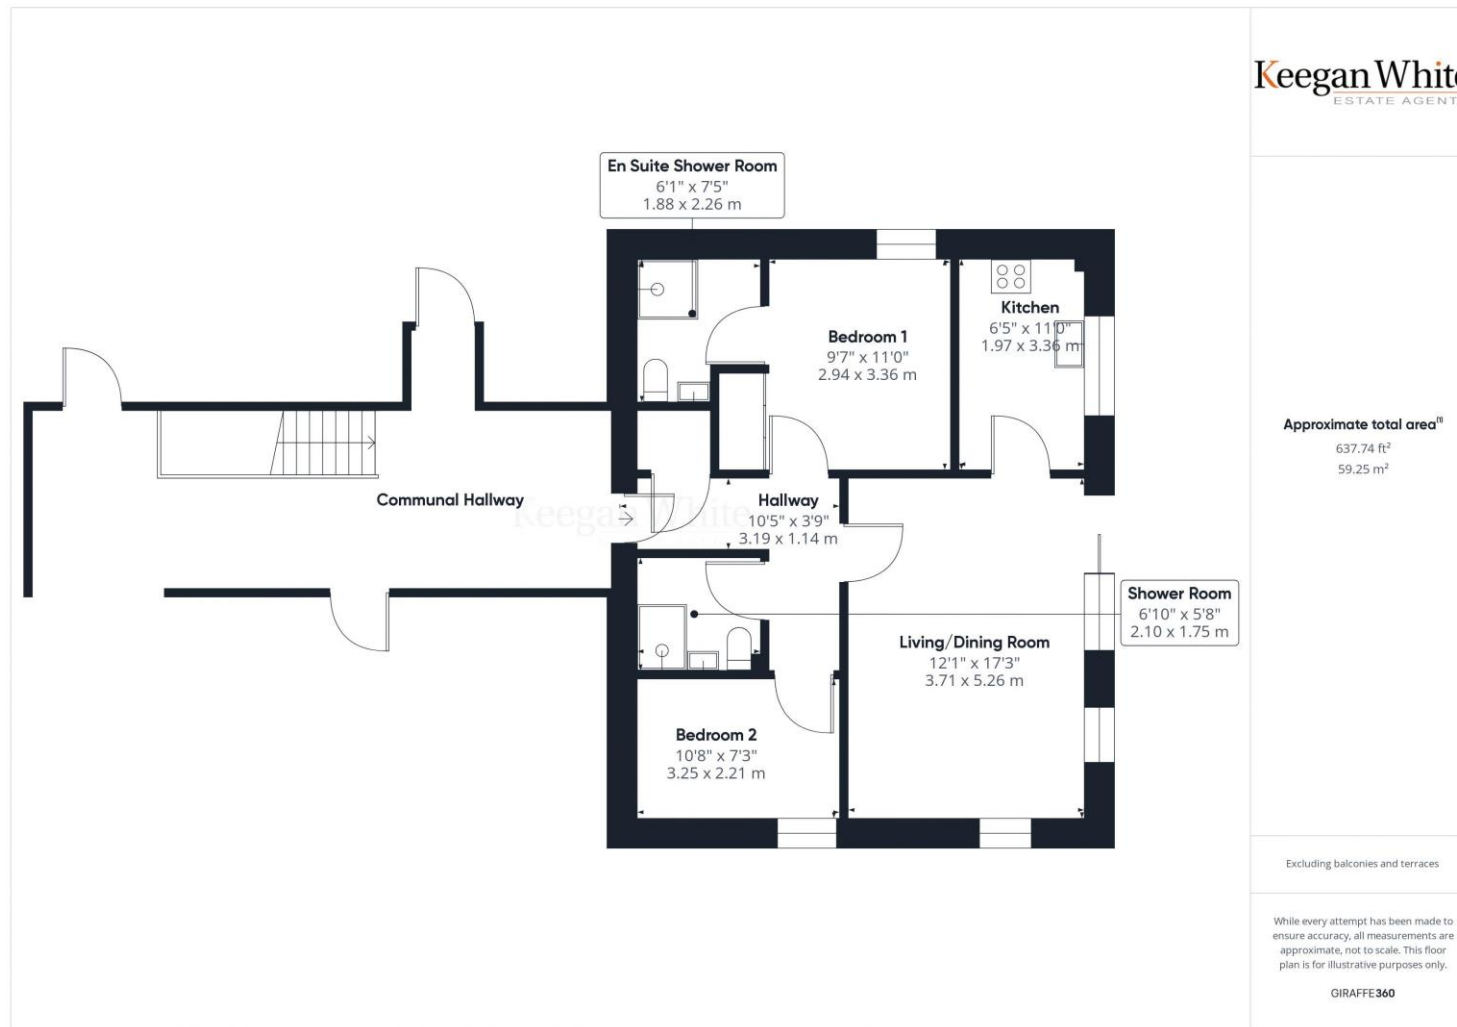 Keegan White
ESTATE AGENT
En Suite Shower Room
6'1" x 7'5"
1.88 x 2.26 m
Kitchen
6'5" x 11'0"
1.97 x 3.36 m
Bedroom 1
9'7" x 11'0"
2.94 x 3.36 m
Approximate total area⁽¹⁾
637.74 ft²
59.25 m²
Communal Hallway
Keegan White
Hallway
10'5" x 3'9"
3.19 x 1.14 m
Shower Room
6'10" x 5'8"
2.10 x 1.75 m
Living/Dining Room
12'1" x 17'3"
3.71 x 5.26 m
Bedroom 2
10'8" x 7'3"
3.25 x 2.21 m
Excluding balconies and terraces
While every attempt has been made to
ensure accuracy, all measurements are
approximate, not to scale. This floor
plan is for illustrative purposes only.
GIRAFFE360